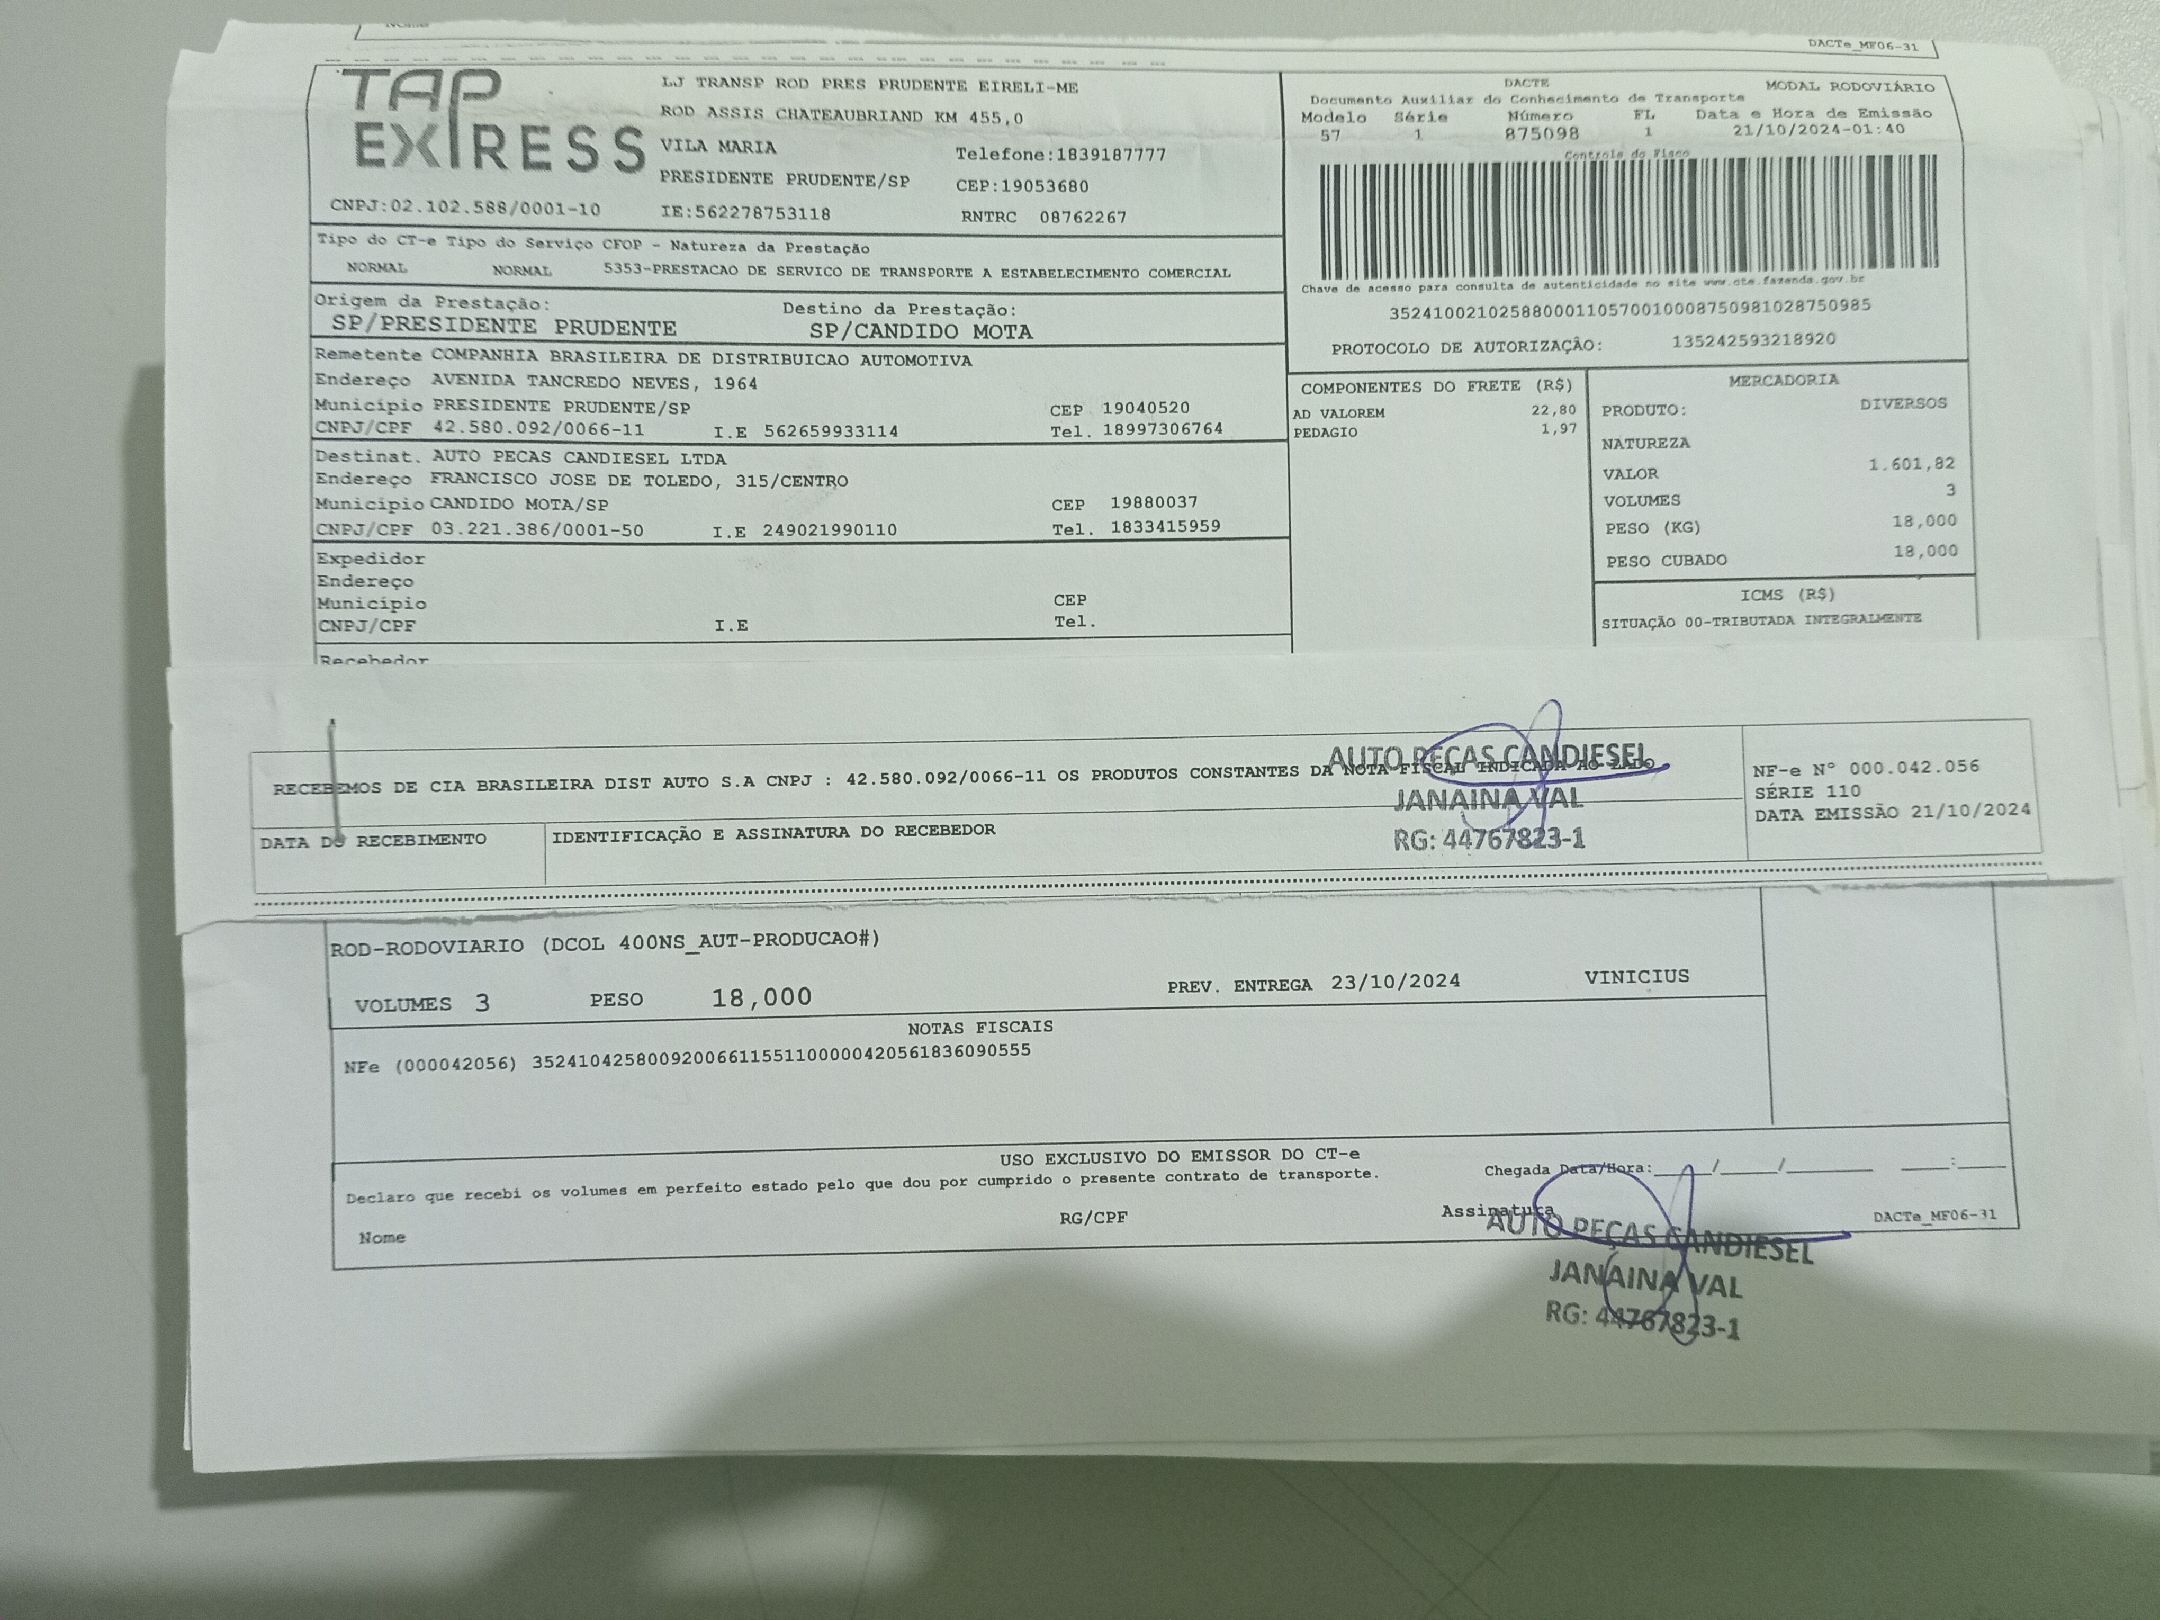 DACTe_MF06-31
TAP EXPRESS
LJ TRANSP ROD PRES PRUDENTE EIRELI-ME
ROD ASSIS CHATEAUBRIAND KM 455,0
VILA MARIA Telefone:1839187777
PRESIDENTE PRUDENTE/SP CEP:19053680
CNPJ:02.102.588/0001-10 IE:562278753118 RNTRC 08762267
DACTE MODAL RODOVIÁRIO
Documento Auxiliar do Conhecimento de Transporte
Modelo Série Número FL Data e Hora de Emissão
57 1 875098 1 21/10/2024-01:40
Controle do Fisco
Chave de acesso para consulta de autenticidade no site www.cte.fazenda.gov.br
35241002102588000110570010008750981028750985
PROTOCOLO DE AUTORIZAÇÃO: 135242593218920
Tipo do CT-e Tipo do Serviço CFOP - Natureza da Prestação
NORMAL NORMAL 5353-PRESTACAO DE SERVICO DE TRANSPORTE A ESTABELECIMENTO COMERCIAL
Origem da Prestação: Destino da Prestação:
SP/PRESIDENTE PRUDENTE SP/CANDIDO MOTA
Remetente COMPANHIA BRASILEIRA DE DISTRIBUICAO AUTOMOTIVA
Endereço AVENIDA TANCREDO NEVES, 1964
Município PRESIDENTE PRUDENTE/SP CEP 19040520
CNPJ/CPF 42.580.092/0066-11 I.E 562659933114 Tel. 18997306764
Destinat. AUTO PECAS CANDIESEL LTDA
Endereço FRANCISCO JOSE DE TOLEDO, 315/CENTRO
Município CANDIDO MOTA/SP CEP 19880037
CNPJ/CPF 03.221.386/0001-50 I.E 249021990110 Tel. 1833415959
Expedidor
Endereço
Município CEP
CNPJ/CPF I.E Tel.
Recebedor
COMPONENTES DO FRETE (R$)
AD VALOREM 22,80
PEDAGIO 1,97
MERCADORIA
PRODUTO: DIVERSOS
NATUREZA
VALOR 1.601,82
VOLUMES 3
PESO (KG) 18,000
PESO CUBADO 18,000
ICMS (R$)
SITUAÇÃO 00-TRIBUTADA INTEGRALMENTE
RECEBEMOS DE CIA BRASILEIRA DIST AUTO S.A CNPJ : 42.580.092/0066-11 OS PRODUTOS CONSTANTES DA NOTA FISCAL INDICADA AO LADO
AUTO PEÇAS CANDIESEL
JANAINA VAL
RG: 44767823-1
NF-e N° 000.042.056
SÉRIE 110
DATA EMISSÃO 21/10/2024
DATA DO RECEBIMENTO IDENTIFICAÇÃO E ASSINATURA DO RECEBEDOR
ROD-RODOVIARIO (DCOL 400NS_AUT-PRODUCAO#)
VOLUMES 3 PESO 18,000 PREV. ENTREGA 23/10/2024 VINICIUS
NOTAS FISCAIS
NFe (000042056) 35241042580092006611551100000420561836090555
USO EXCLUSIVO DO EMISSOR DO CT-e
Declaro que recebi os volumes em perfeito estado pelo que dou por cumprido o presente contrato de transporte.
Chegada Data/Hora:____/____/________ ____:____
Nome RG/CPF Assinatura DACTe_MF06-31
AUTO PEÇAS CANDIESEL
JANAINA VAL
RG: 44767823-1